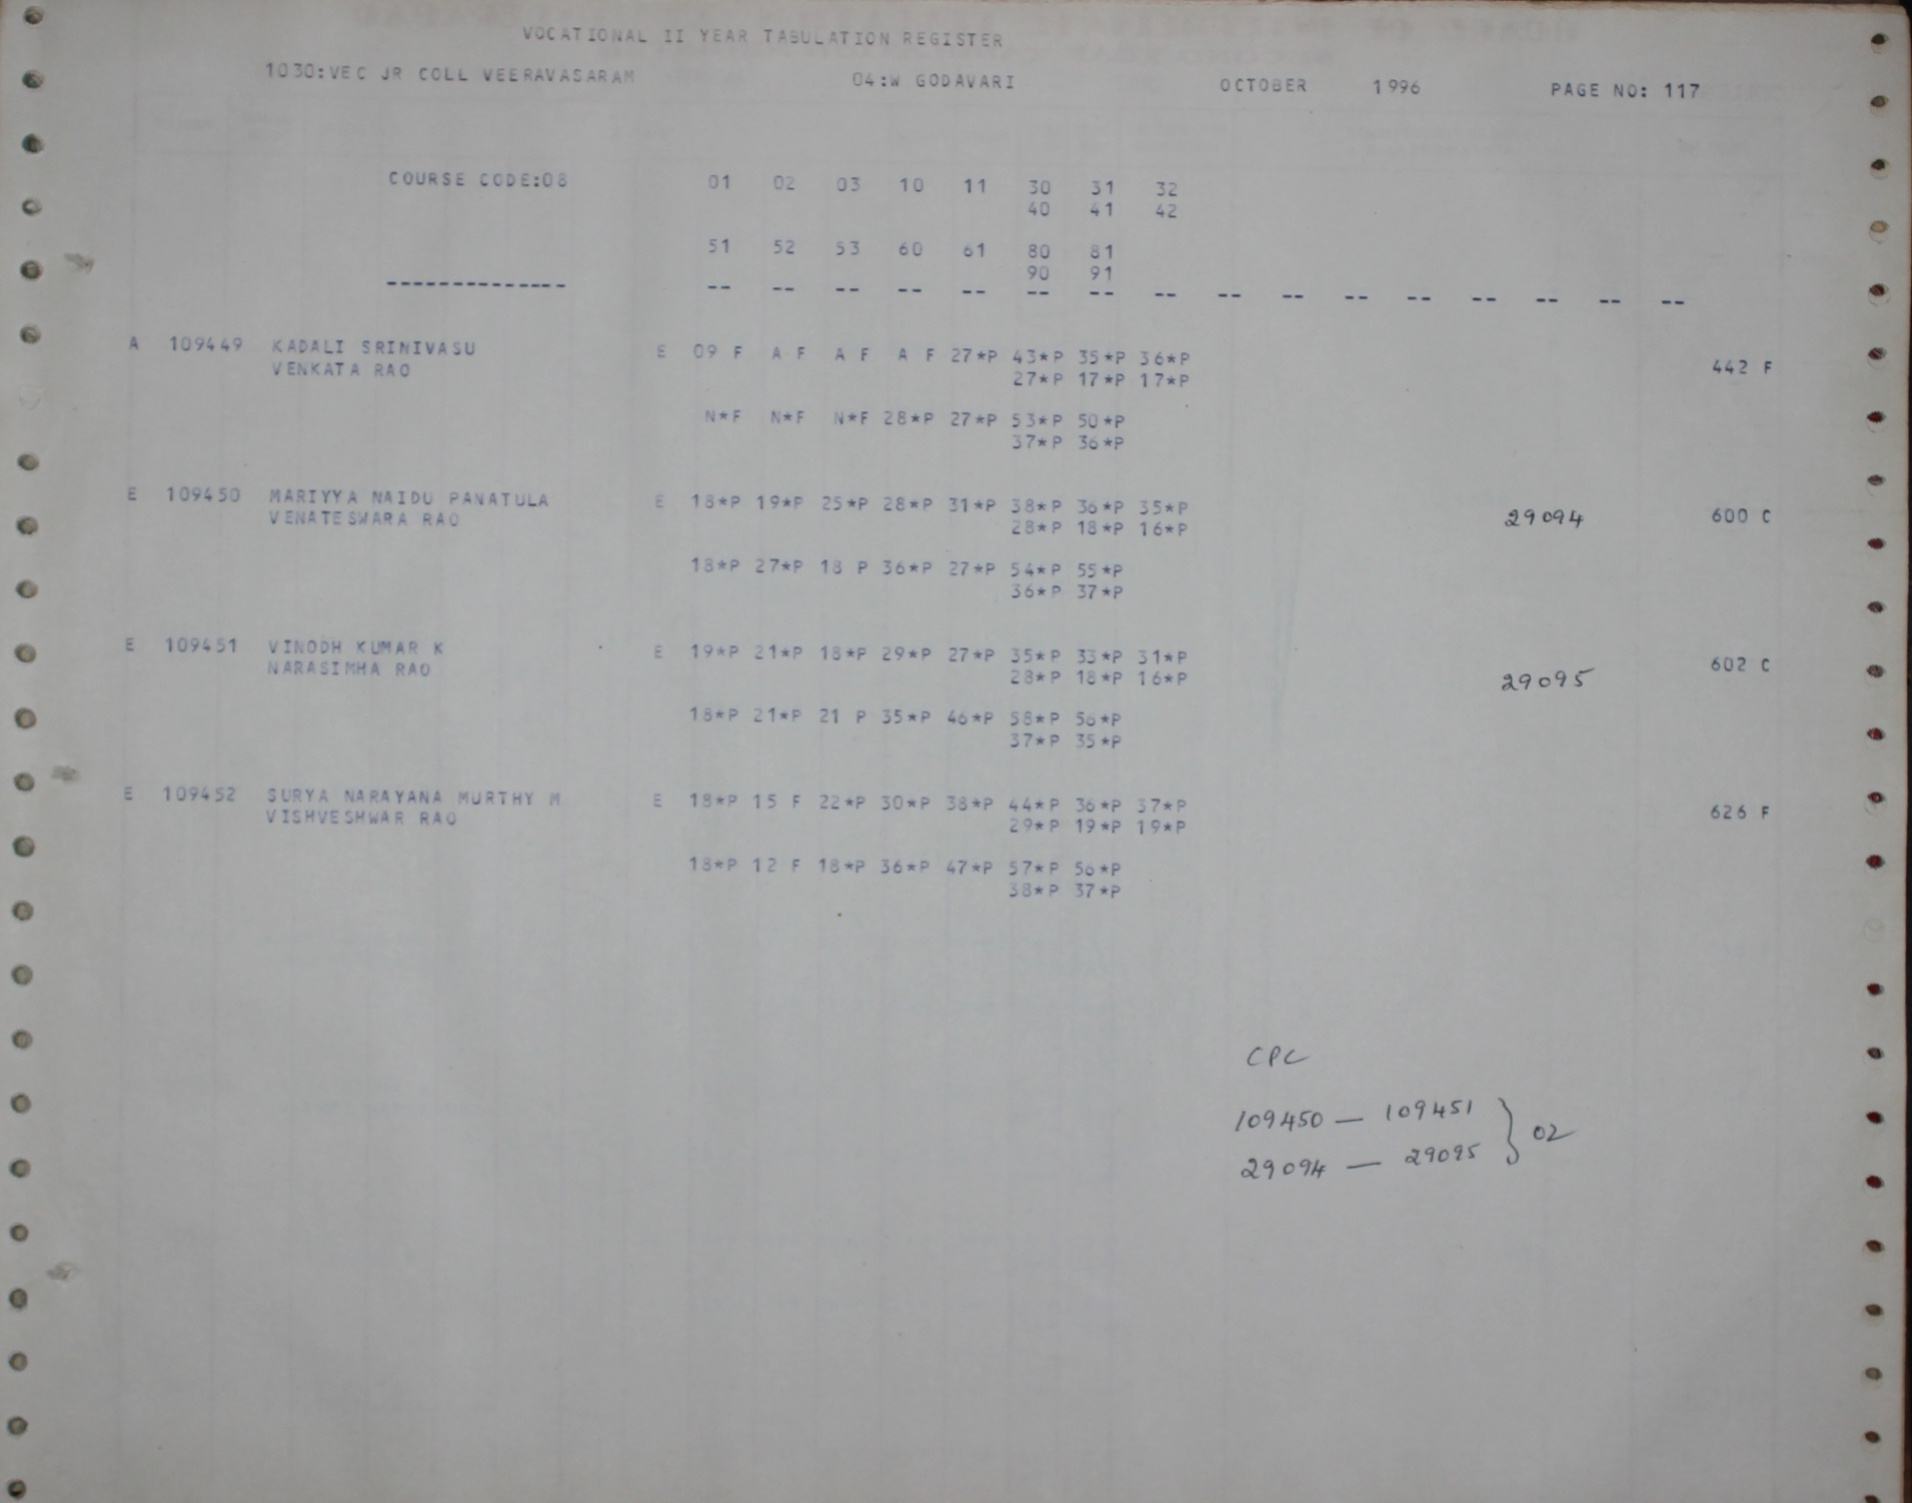 VOCATIONAL II YEAR TABULATION REGISTER
1030:VEC JR COLL VEERAVASARAM 04:W GODAVARI OCTOBER 1996 PAGE NO: 117
COURSE CODE:08 01 02 03 10 11 30 31 32
40 41 42
51 52 53 60 61 80 81
90 91
-------------- -- -- -- -- -- -- -- -- -- -- -- -- -- -- -- --
A 109449 KADALI SRINIVASU E 09 F A F A F A F 27*P 43*P 35*P 36*P 442 F
VENKATA RAO 27*P 17*P 17*P
N*F N*F N*F 28*P 27*P 53*P 50*P
37*P 36*P
E 109450 MARIYYA NAIDU PANATULA E 18*P 19*P 25*P 28*P 31*P 38*P 36*P 35*P 29094 600 C
VENATESWARA RAO 28*P 18*P 16*P
18*P 27*P 18 P 36*P 27*P 54*P 55*P
36*P 37*P
E 109451 VINODH KUMAR K E 19*P 21*P 18*P 29*P 27*P 35*P 33*P 31*P 29095 602 C
NARASIMHA RAO 28*P 18*P 16*P
18*P 21*P 21 P 35*P 46*P 58*P 56*P
37*P 35*P
E 109452 SURYA NARAYANA MURTHY M E 18*P 15 F 22*P 30*P 38*P 44*P 36*P 37*P 626 F
VISHVESHWAR RAO 29*P 19*P 19*P
18*P 12 F 18*P 36*P 47*P 57*P 56*P
38*P 37*P
CPC
109450 — 109451 } 02
29094 — 29095